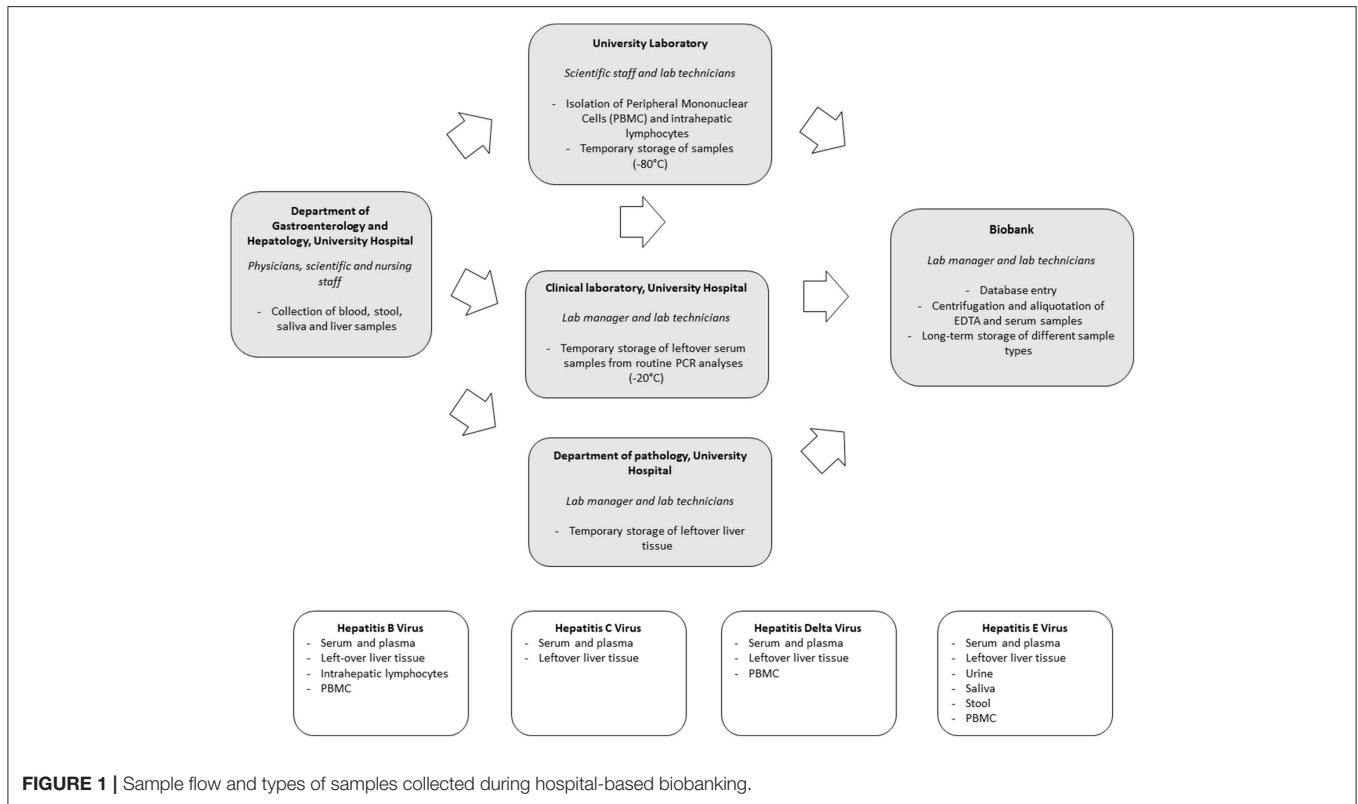 University Laboratory
Scientific staff and lab technicians
- Isolation of Peripheral Mononuclear
Cells (PBMC) and intrahepatic
lymphocytes
- Temporary storage of samples
(-80°C)
Department of
Gastroenterology and
Hepatology, University Hospital
Physicians, scientific and nursing
staff
- Collection of blood, stool,
saliva and liver samples
Clinical laboratory, University Hospital
Lab manager and lab technicians
- Temporary storage of leftover serum
samples from routine PCR analyses
(-20°C)
Biobank
Lab manager and lab technicians
- Database entry
- Centrifugation and aliquotation of
EDTA and serum samples
- Long-term storage of different sample
types
Department of pathology, University
Hospital
Lab manager and lab technicians
- Temporary storage of leftover liver
tissue
Hepatitis B Virus
- Serum and plasma
- Left-over liver tissue
- Intrahepatic lymphocytes
- PBMC
Hepatitis C Virus
- Serum and plasma
- Leftover liver tissue
Hepatitis Delta Virus
- Serum and plasma
- Leftover liver tissue
- PBMC
Hepatitis E Virus
- Serum and plasma
- Leftover liver tissue
- Urine
- Saliva
- Stool
- PBMC
FIGURE 1 | Sample flow and types of samples collected during hospital-based biobanking.